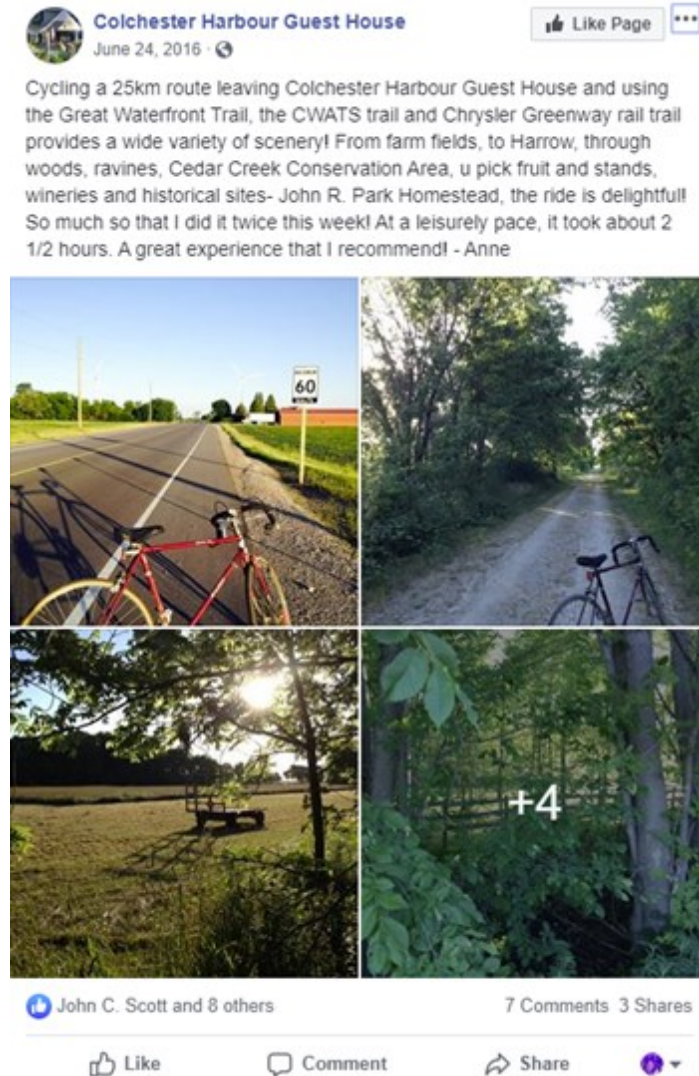 Colchester Harbour Guest House
Like Page
June 24, 2016
Cycling a 25km route leaving Colchester Harbour Guest House and using
the Great Waterfront Trail, the CWATS trail and Chrysler Greenway rail trail
provides a wide variety of scenery! From farm fields, to Harrow, through
woods, ravines, Cedar Creek Conservation Area, u pick fruit and stands,
wineries and historical sites- John R. Park Homestead, the ride is delightful!
So much so that I did it twice this week! At a leisurely pace, it took about 2
1/2 hours. A great experience that I recommend! - Anne
MAXIMUM
60
km/h
+4
John C. Scott and 8 others
7 Comments 3 Shares
Like
Comment
Share